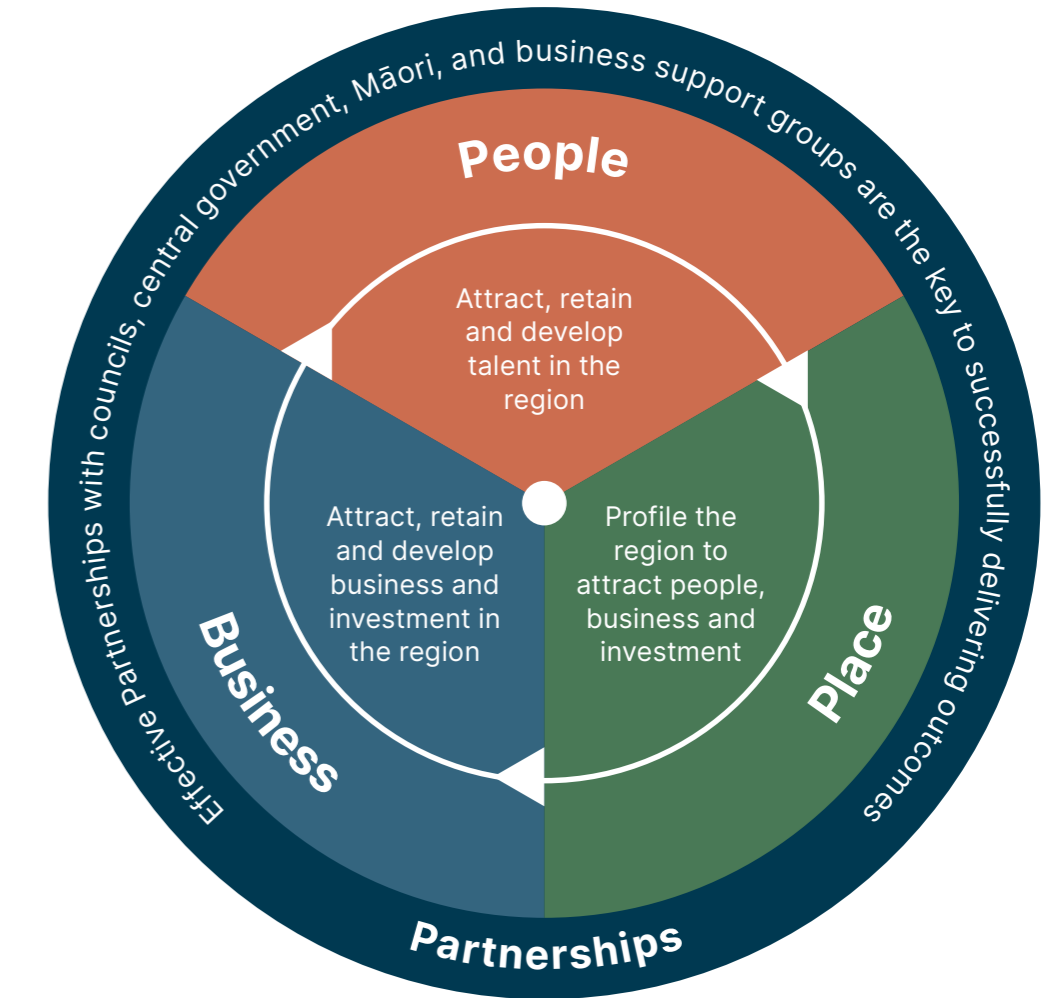 Effective Partnerships with councils, central government, Māori, and business support groups are the key to successfully delivering outcomes
People
Attract, retain
and develop
talent in the
region
Business
Attract, retain
and develop
business and
investment in
the region
Place
Profile the
region to
attract people,
business and
investment
Partnerships